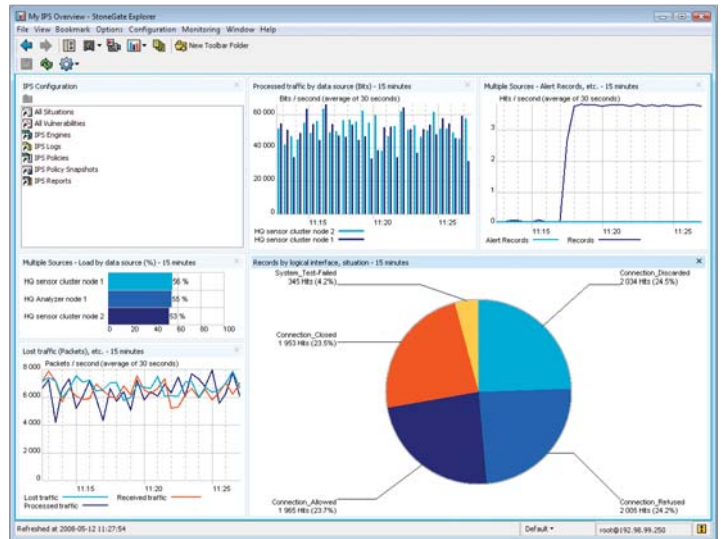 My IPS Overview - StoneGate Explorer
File View Bookmark Options Configuration Monitoring Window Help
New Toolbar Folder
IPS Configuration
All Situations
All Vulnerabilities
IPS Engines
IPS Logs
IPS Policies
IPS Policy Snapshots
IPS Reports
Processed traffic by data source (Bits) - 15 minutes
Bits / second (average of 30 seconds)
60 000
40 000
20 000
0
11:15 11:20 11:25
HQ sensor cluster node 2
HQ sensor cluster node 1
Multiple Sources - Alert Records, etc. - 15 minutes
Hits / second (average of 30 seconds)
3
2
1
0
11:15 11:20 11:25
Alert Records Records
Multiple Sources - Load by data source (%) - 15 minutes
HQ sensor cluster node 1 56 %
HQ Analyzer node 1 55 %
HQ sensor cluster node 2 53 %
0 20 40 60 80 100
Lost traffic (Packets), etc. - 15 minutes
Packets / second (average of 30 seconds)
8 000
6 000
4 000
2 000
0
11:15 11:20 11:25
Lost traffic Received traffic
Processed traffic
Records by logical interface, situation - 15 minutes
System_Test-Failed
345 Hits (4.2%)
Connection_Discarded
2 034 Hits (24.5%)
Connection_Closed
1 953 Hits (23.5%)
Connection_Allowed
1 965 Hits (23.7%)
Connection_Refused
2 005 Hits (24.2%)
Refreshed at 2008-05-12 11:27:54
Default
root@192.98.99.250